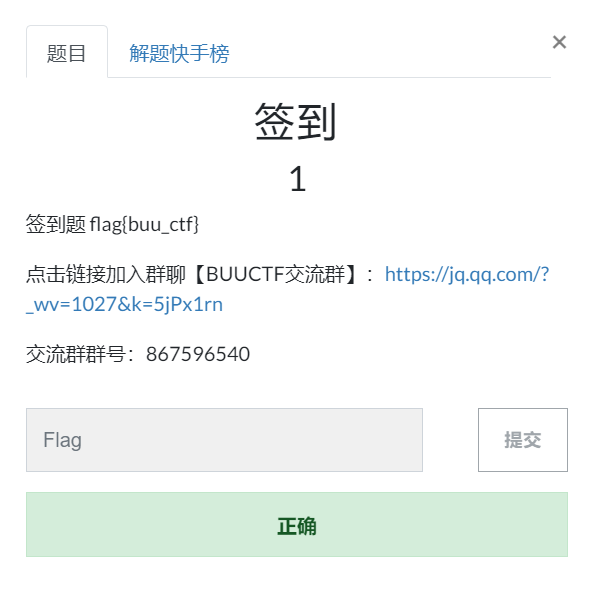 题目 解题快手榜 ×
签到
1
签到题 flag{buu_ctf}
点击链接加入群聊【BUUCTF交流群】：https://jq.qq.com/?
_wv=1027&k=5jPx1rn
交流群群号：867596540
Flag 提交
正确